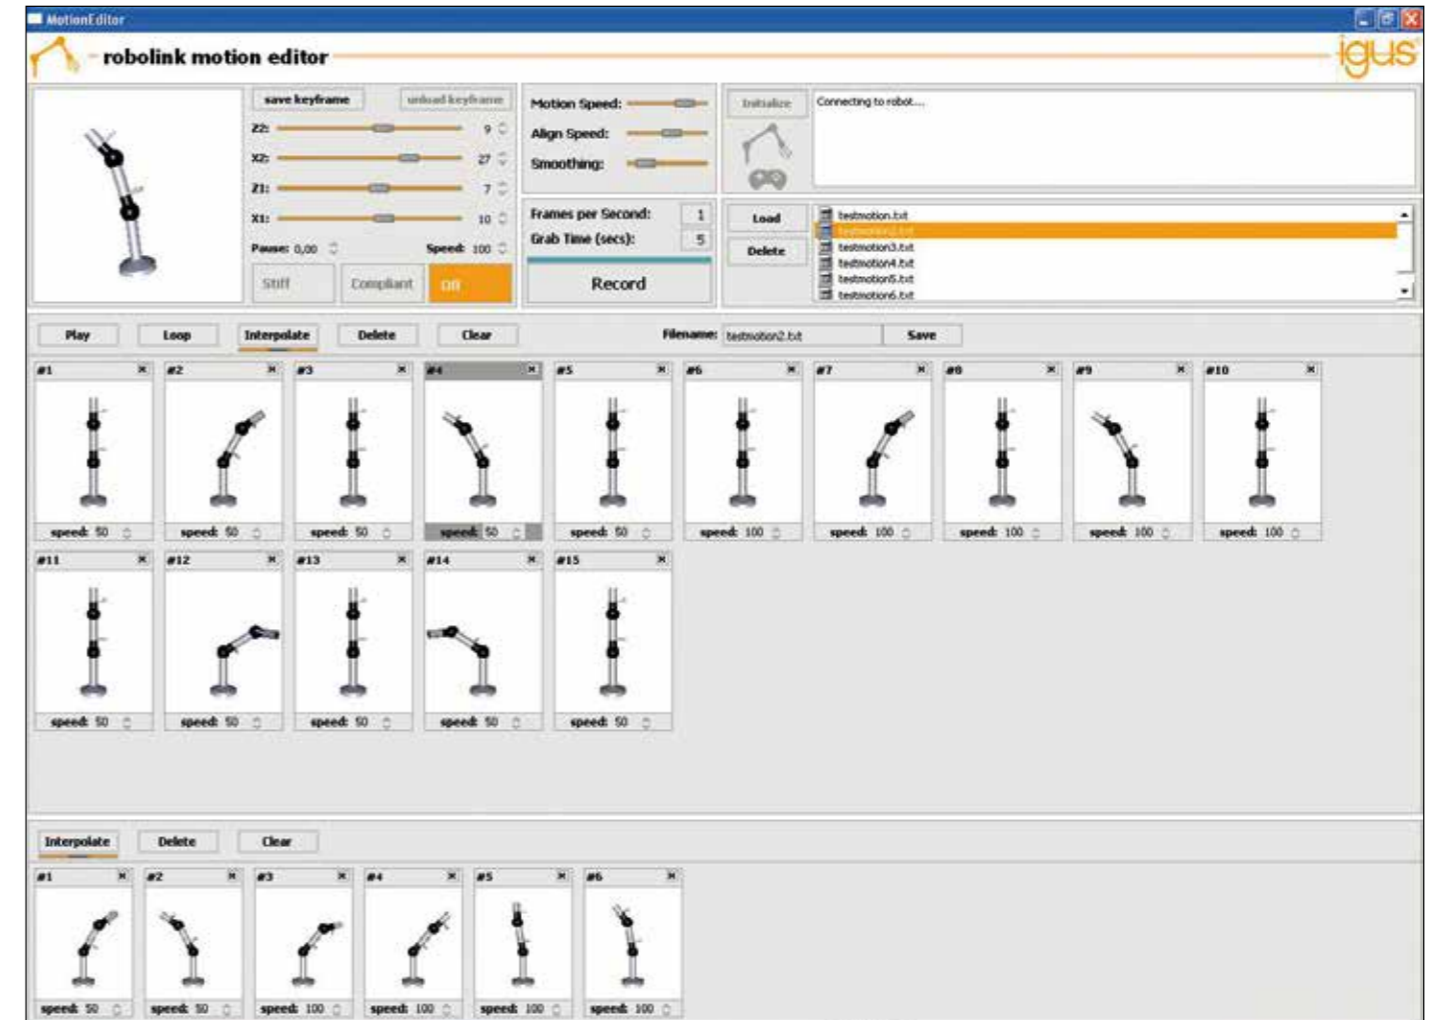 MotionEditor
robolink motion editor
igus
save keyframe
unload keyframe
Z2: 9
X2: 27
Z1: 7
X1: 10
Pause: 0,00 Speed: 100
Stiff Compliant Off
Motion Speed:
Align Speed:
Smoothing:
Frames per Second: 1
Grab Time (secs): 5
Record
Initialize
Connecting to robot...
Load
Delete
testmotion.txt
testmotion2.txt
testmotion3.txt
testmotion4.txt
testmotion5.txt
testmotion6.txt
Play Loop Interpolate Delete Clear Filename: testmotion2.txt Save
#1 #2 #3 #4 #5 #6 #7 #8 #9 #10
speed: 50 speed: 50 speed: 50 speed: 50 speed: 50 speed: 100 speed: 100 speed: 100 speed: 100 speed: 100
#11 #12 #13 #14 #15
speed: 50 speed: 50 speed: 50 speed: 50 speed: 50
Interpolate Delete Clear
#1 #2 #3 #4 #5 #6
speed: 50 speed: 50 speed: 100 speed: 100 speed: 100 speed: 100